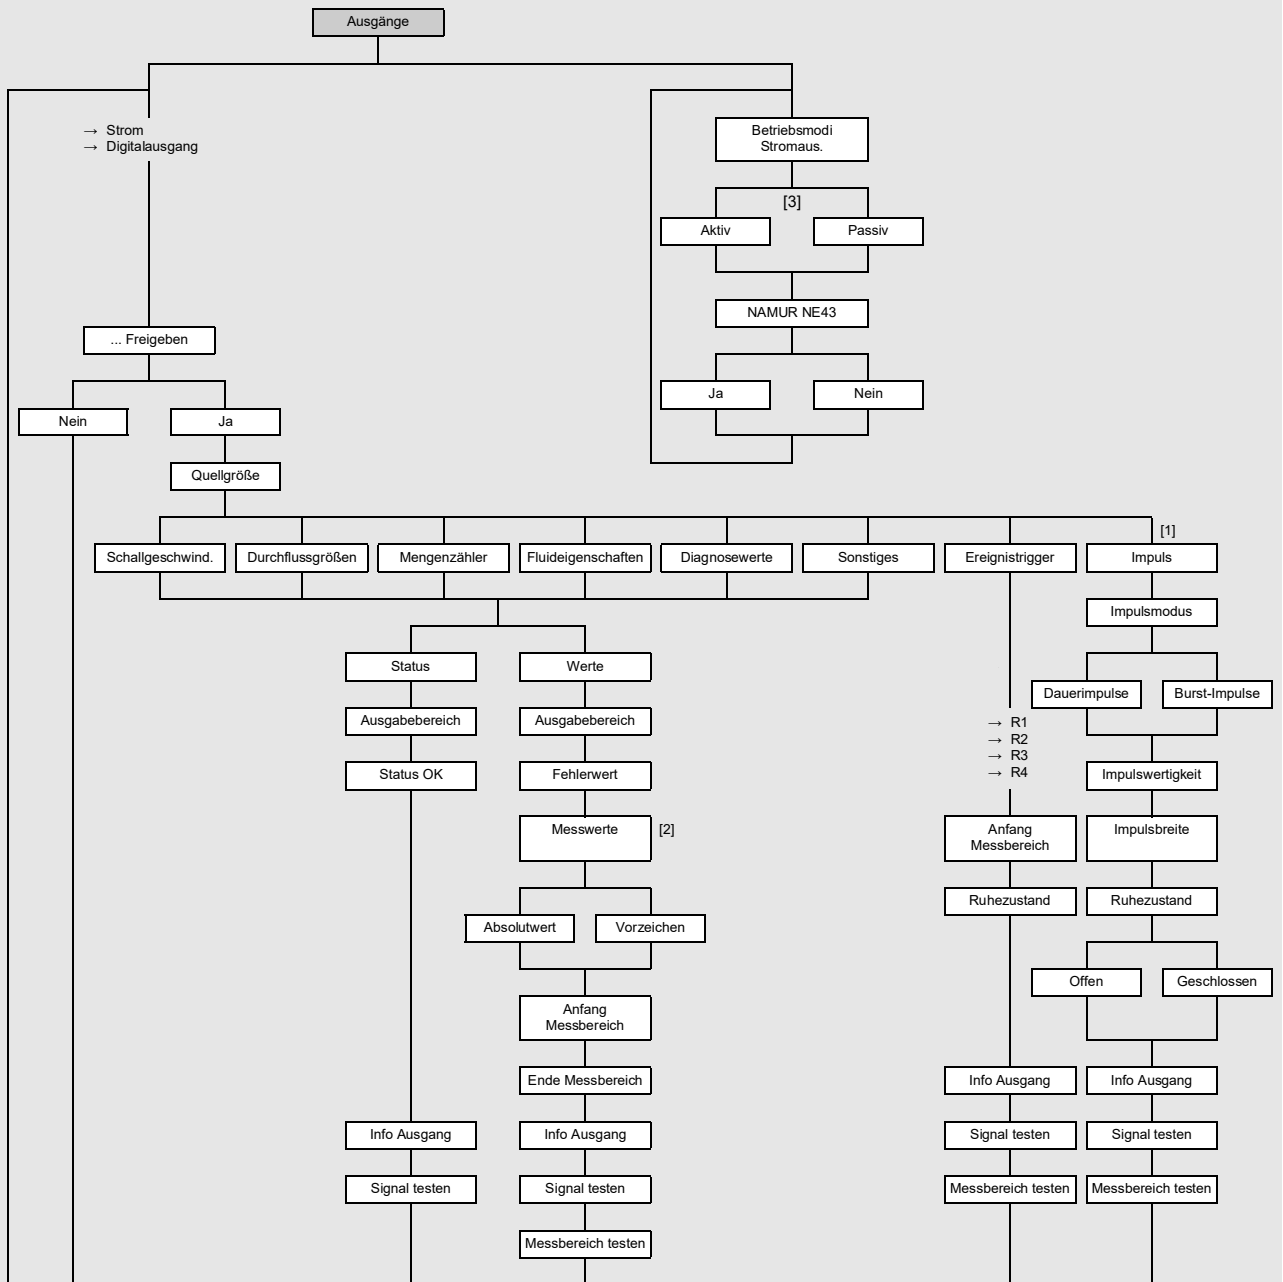 Ausgänge
→ Strom
→ Digitalausgang
Betriebsmodi
Stromaus.
[3]
Aktiv
Passiv
NAMUR NE43
... Freigeben
Ja
Nein
Nein
Ja
Quellgröße
[1]
Schallgeschwind.
Durchflussgrößen
Mengenzähler
Fluideigenschaften
Diagnosewerte
Sonstiges
Ereignistrigger
Impuls
Impulsmodus
Status
Werte
Dauerimpulse
Burst-Impulse
Ausgabebereich
Ausgabebereich
→ R1
→ R2
→ R3
→ R4
Status OK
Fehlerwert
Impulswertigkeit
Messwerte
[2]
Anfang
Messbereich
Impulsbreite
Ruhezustand
Ruhezustand
Absolutwert
Vorzeichen
Offen
Geschlossen
Anfang
Messbereich
Ende Messbereich
Info Ausgang
Info Ausgang
Info Ausgang
Info Ausgang
Signal testen
Signal testen
Signal testen
Signal testen
Messbereich testen
Messbereich testen
Messbereich testen